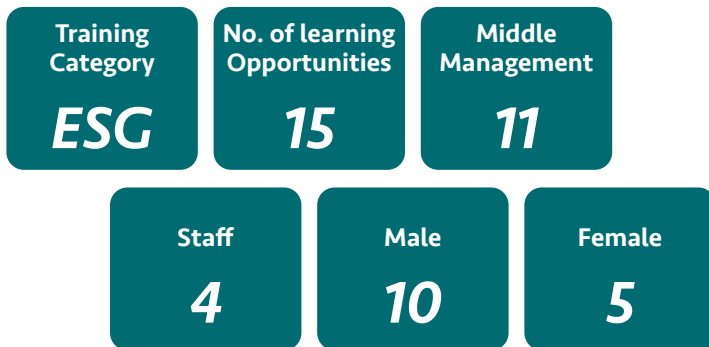 Training
Category
ESG
No. of learning
Opportunities
15
Middle
Management
11
Staff
4
Male
10
Female
5